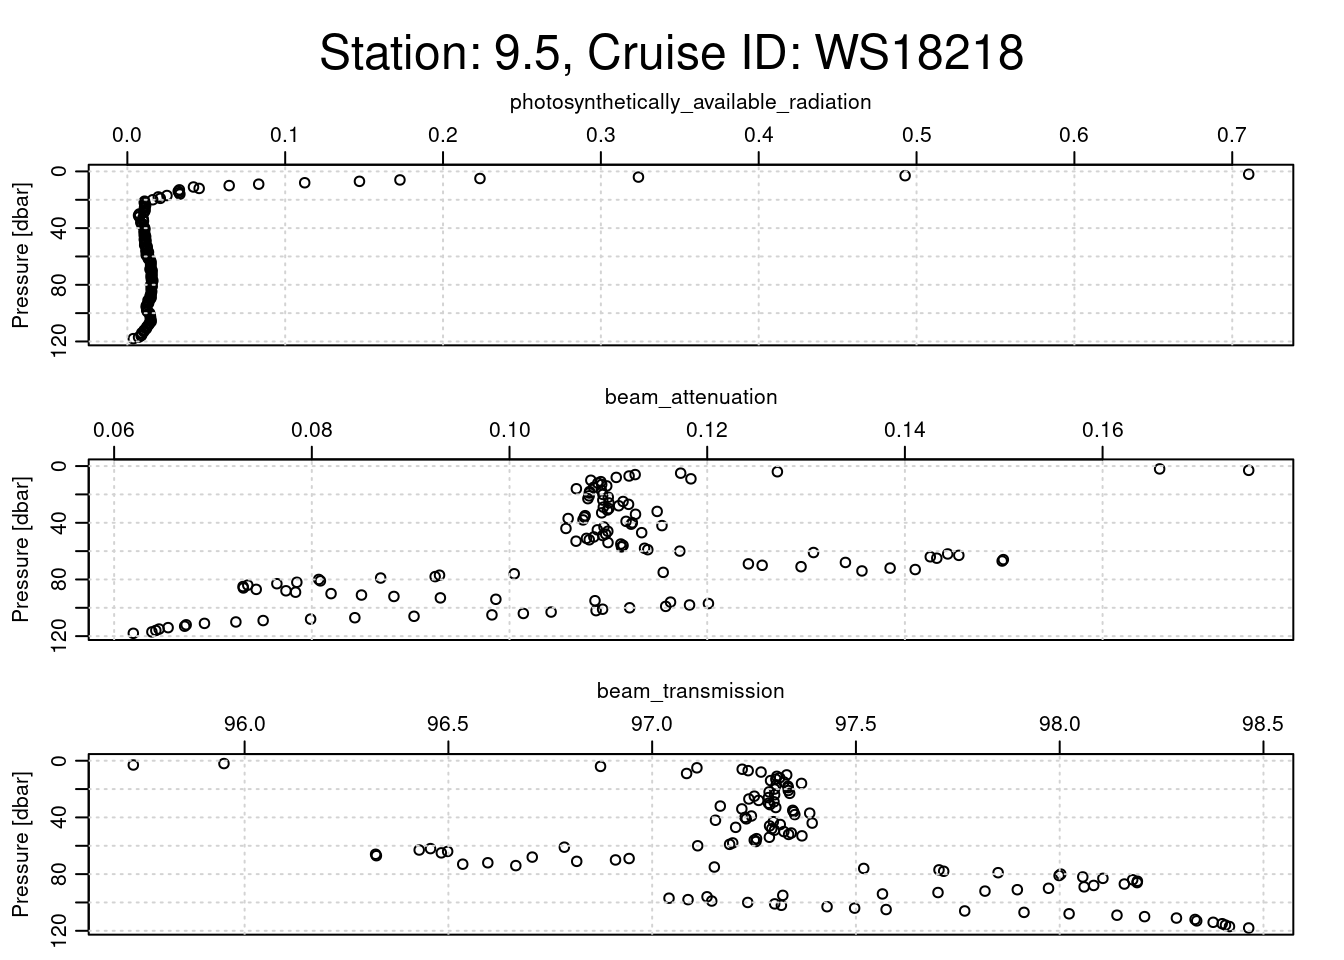 Station: 9.5, Cruise ID: WS18218
photosynthetically_available_radiation
0.0 0.1 0.2 0.3 0.4 0.5 0.6 0.7
Pressure [dbar]
0 40 80 120
beam_attenuation
0.06 0.08 0.10 0.12 0.14 0.16
Pressure [dbar]
0 40 80 120
beam_transmission
96.0 96.5 97.0 97.5 98.0 98.5
Pressure [dbar]
0 40 80 120